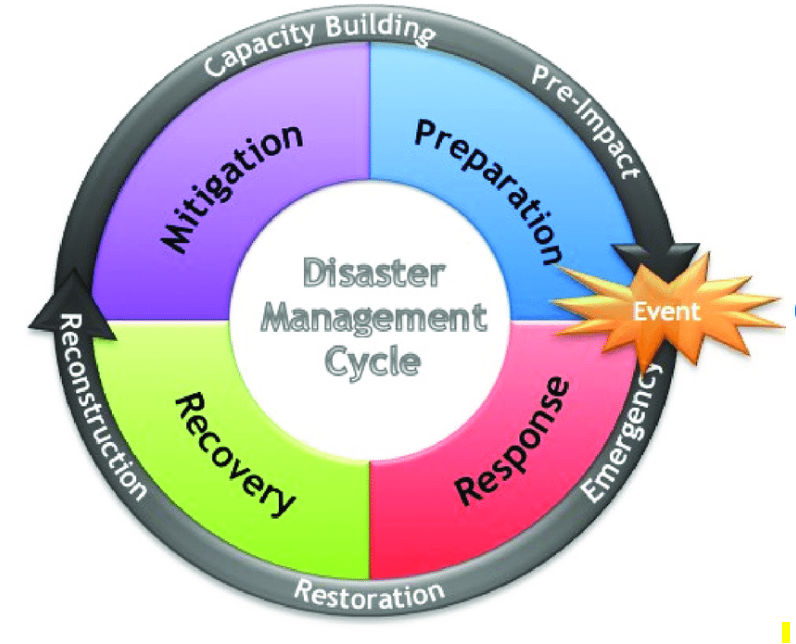 Capacity Building
Pre-Impact
Mitigation
Preparation
Disaster
Management
Cycle
Event
Reconstruction
Recovery
Response
Emergency
Restoration